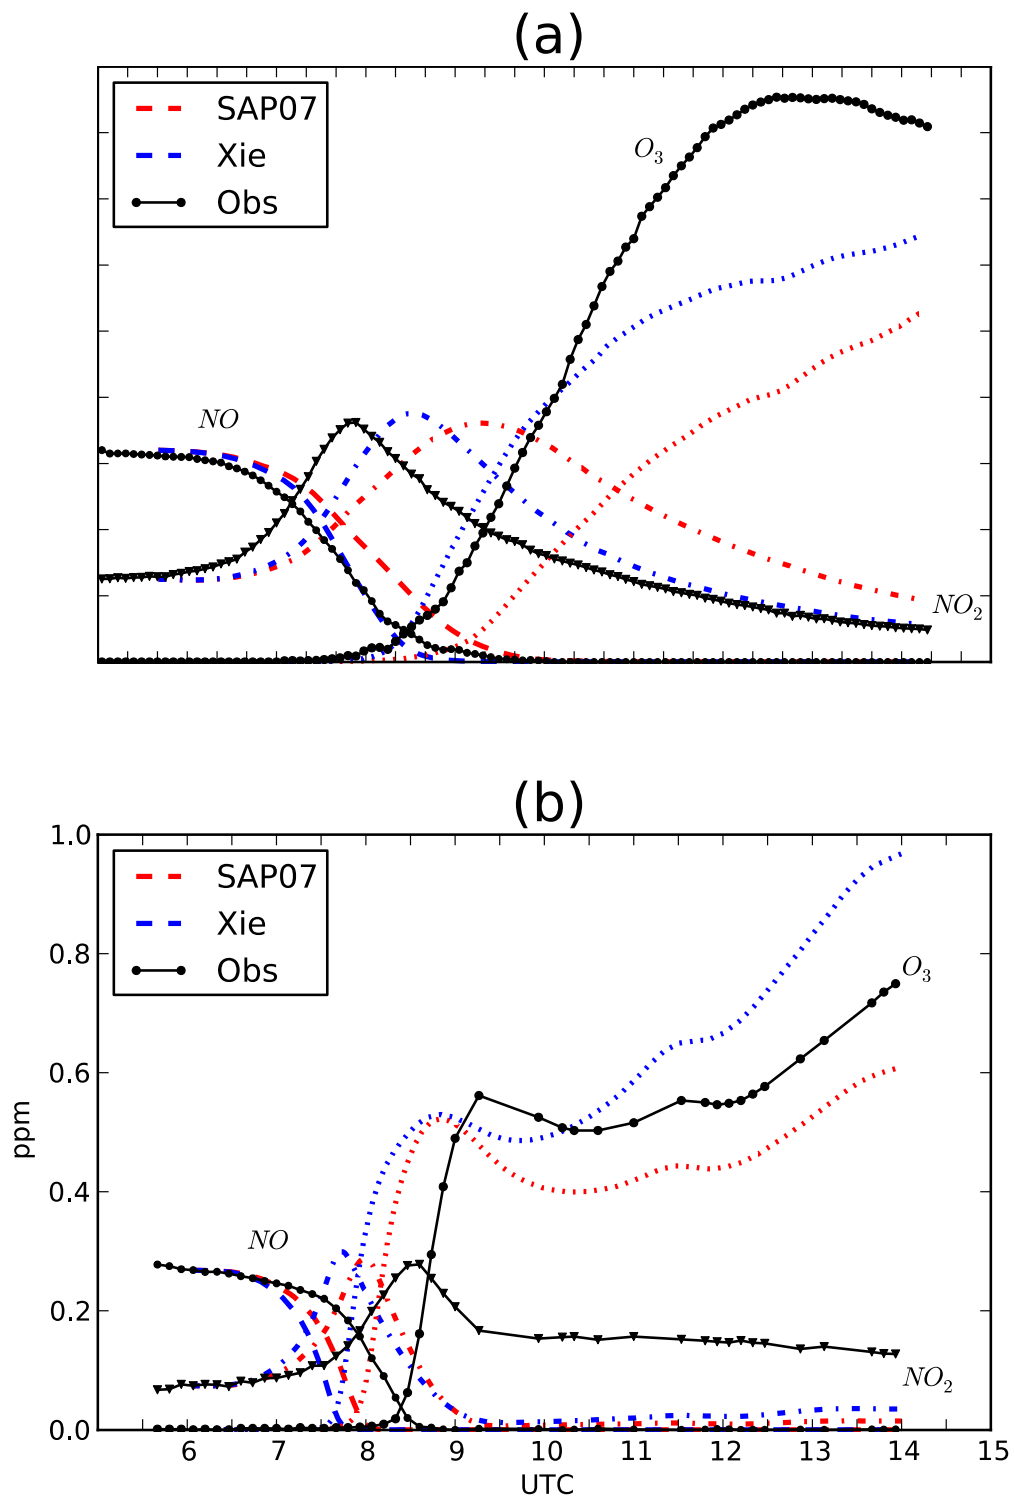 (a)
SAP07
Xie
Obs
O₃
NO
NO₂
(b)
1.0
0.8
0.6
0.4
0.2
0.0
ppm
SAP07
Xie
Obs
O₃
NO
NO₂
6 7 8 9 10 11 12 13 14 15
UTC